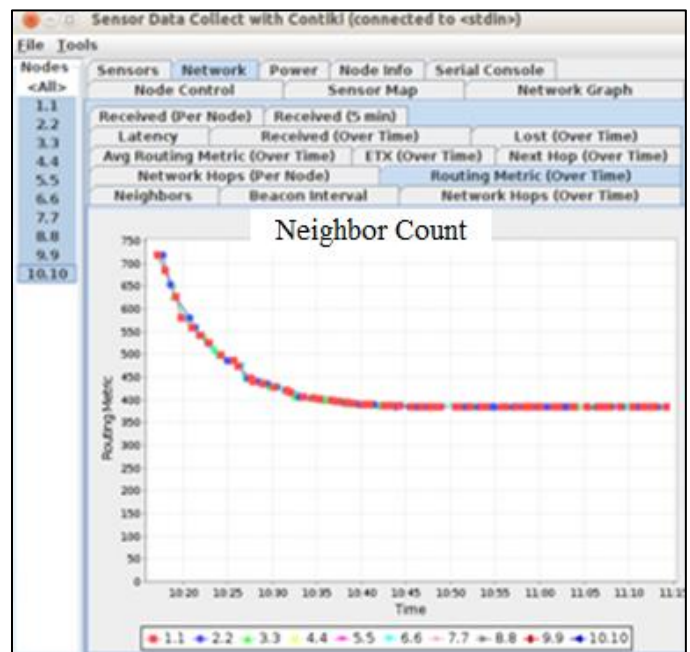 Sensor Data Collect with Contiki (connected to <stdin>)
File Tools
Nodes
<All>
1.1
2.2
3.3
4.4
5.5
6.6
7.7
8.8
9.9
10.10
Sensors Network Power Node Info Serial Console
Node Control Sensor Map Network Graph
Received (Per Node) Received (5 min)
Latency Received (Over Time) Lost (Over Time)
Avg Routing Metric (Over Time) ETX (Over Time) Next Hop (Over Time)
Network Hops (Per Node) Routing Metric (Over Time)
Neighbors Beacon Interval Network Hops (Over Time)
Neighbor Count
Routing Metric
750
700
650
600
550
500
450
400
350
300
250
200
150
100
50
0
10:20 10:25 10:30 10:35 10:40 10:45 10:50 10:55 11:00 11:05 11:10 11:15
Time
1.1 2.2 3.3 4.4 5.5 6.6 7.7 8.8 9.9 10.10